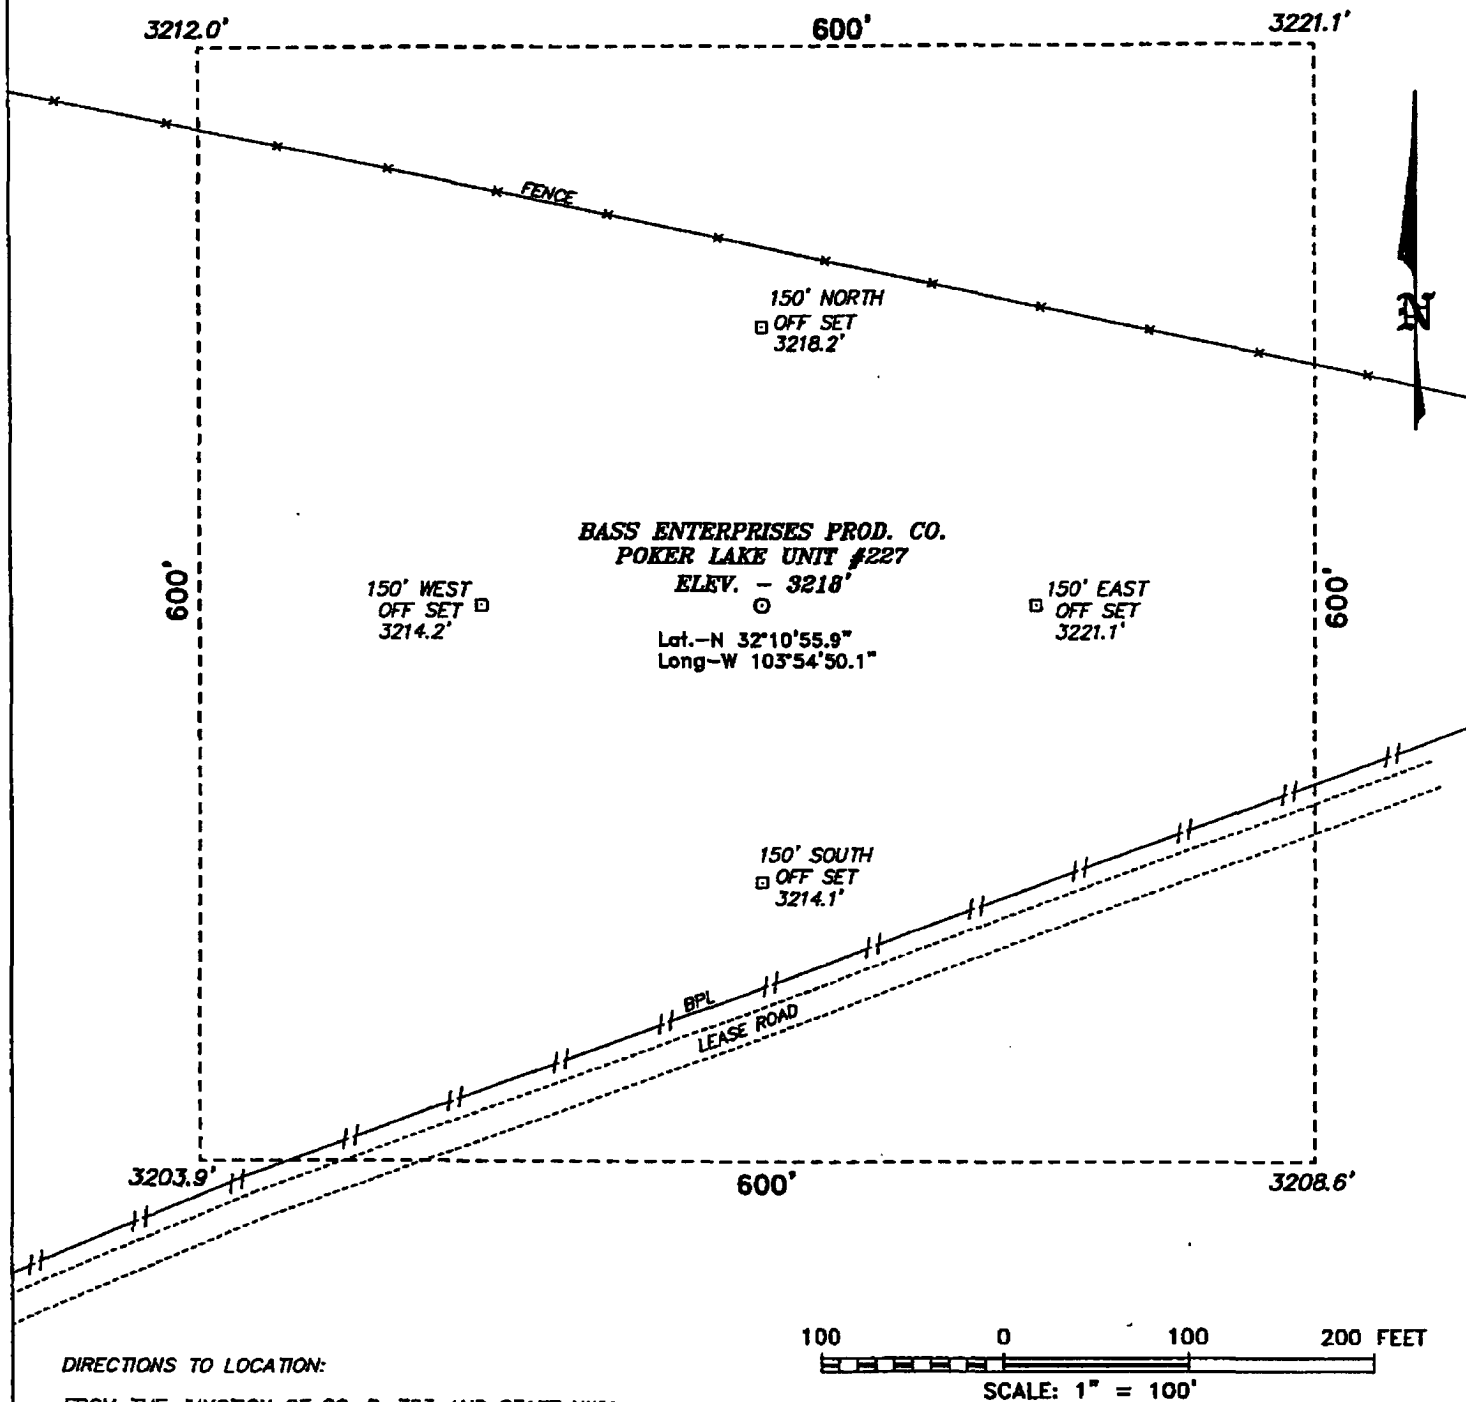 3212.0'
600'
3221.1'
FENCE
150' NORTH
OFF SET
3218.2'
N
BASS ENTERPRISES PROD. CO.
POKER LAKE UNIT #227
ELEV. - 3218'
Lat.-N 32°10'55.9"
Long-W 103°54'50.1"
600'
150' WEST
OFF SET
3214.2'
150' EAST
OFF SET
3221.1'
600'
150' SOUTH
OFF SET
3214.1'
BPL
LEASE ROAD
3203.9'
600'
3208.6'
100 0 100 200 FEET
SCALE: 1" = 100'
DIRECTIONS TO LOCATION: